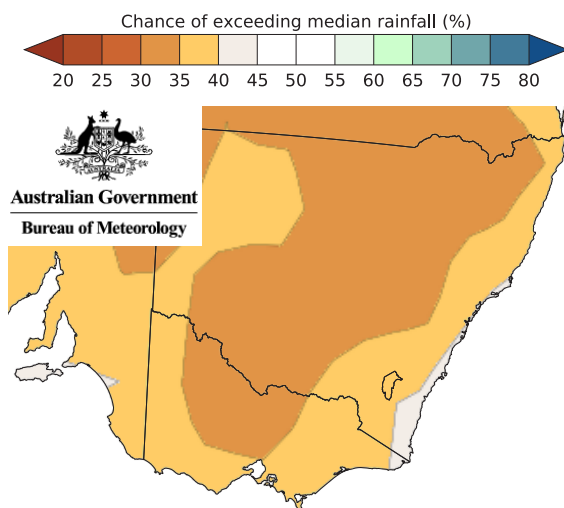 Chance of exceeding median rainfall (%)
20 25 30 35 40 45 50 55 60 65 70 75 80
AUSTRALIA
Australian Government
Bureau of Meteorology